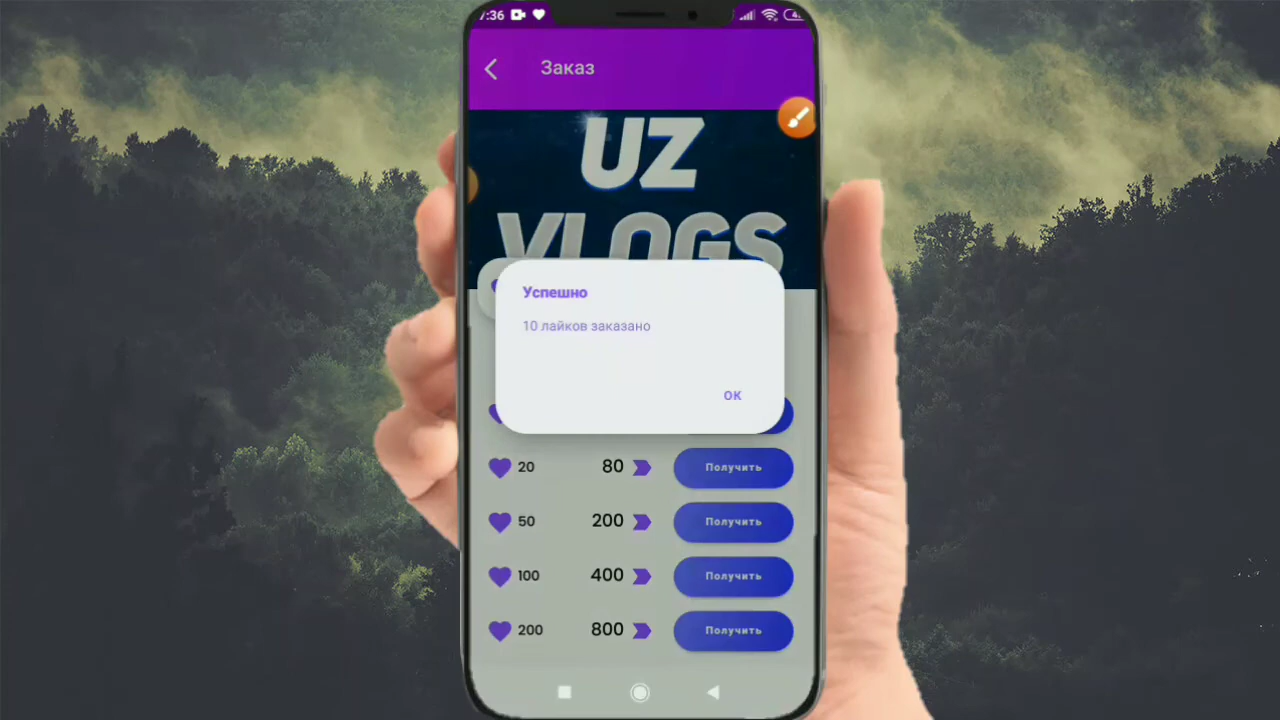 7:36
Заказ
UZ
VLOGS
Успешно
10 лайков заказано
OK
20 80 Получить
50 200 Получить
100 400 Получить
200 800 Получить